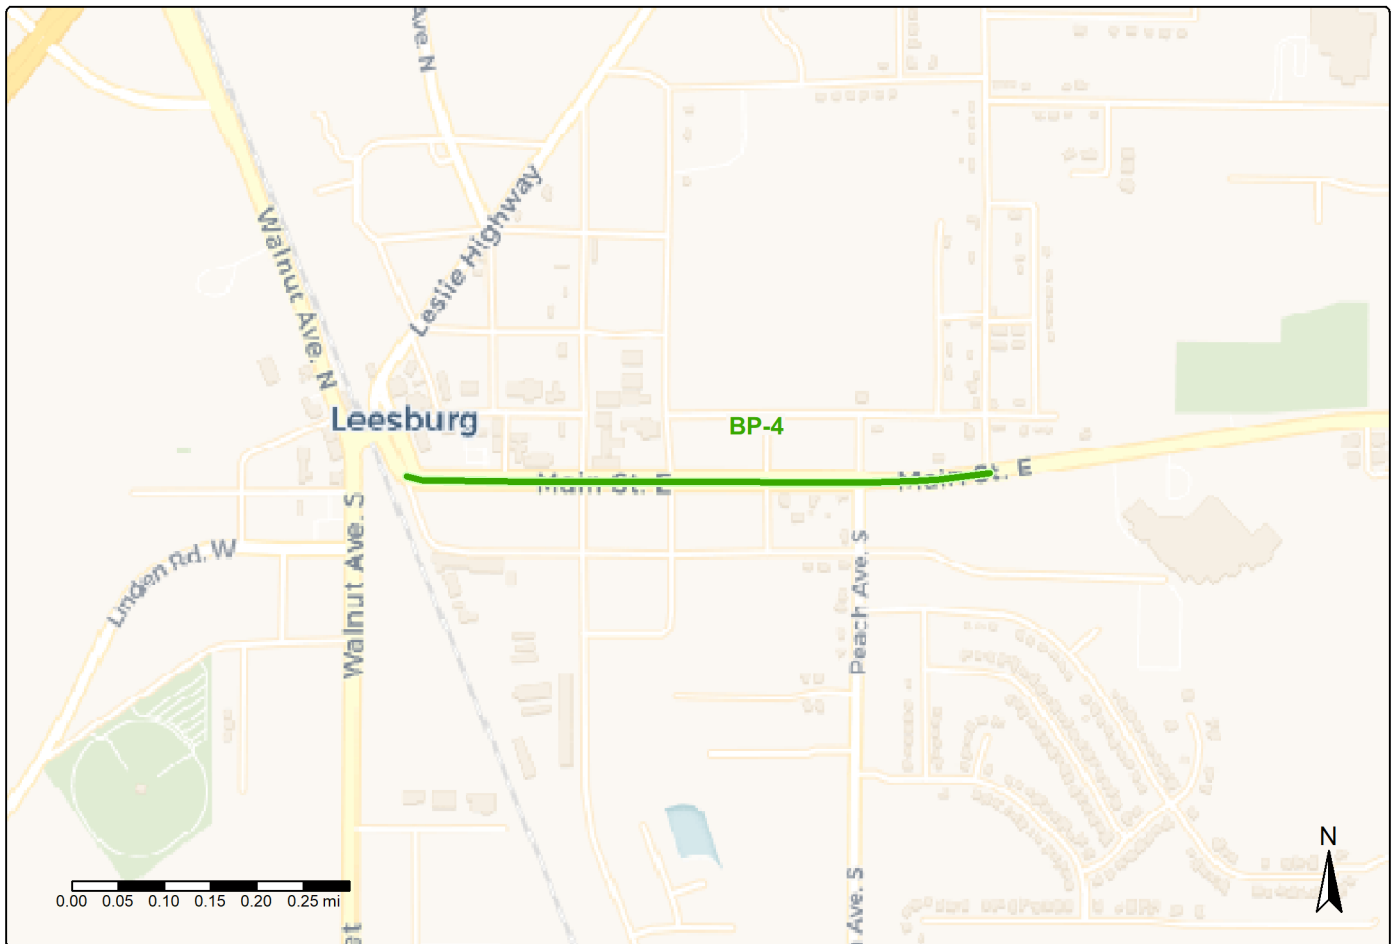 Ave. N
Leslie Highway
Walnut Ave. N
Leesburg
BP-4
Main St. E
Main St. E
Walnut Ave. S
Linden Rd. W
Peach Ave. S
N
0.00 0.05 0.10 0.15 0.20 0.25 mi
Ave. S
et